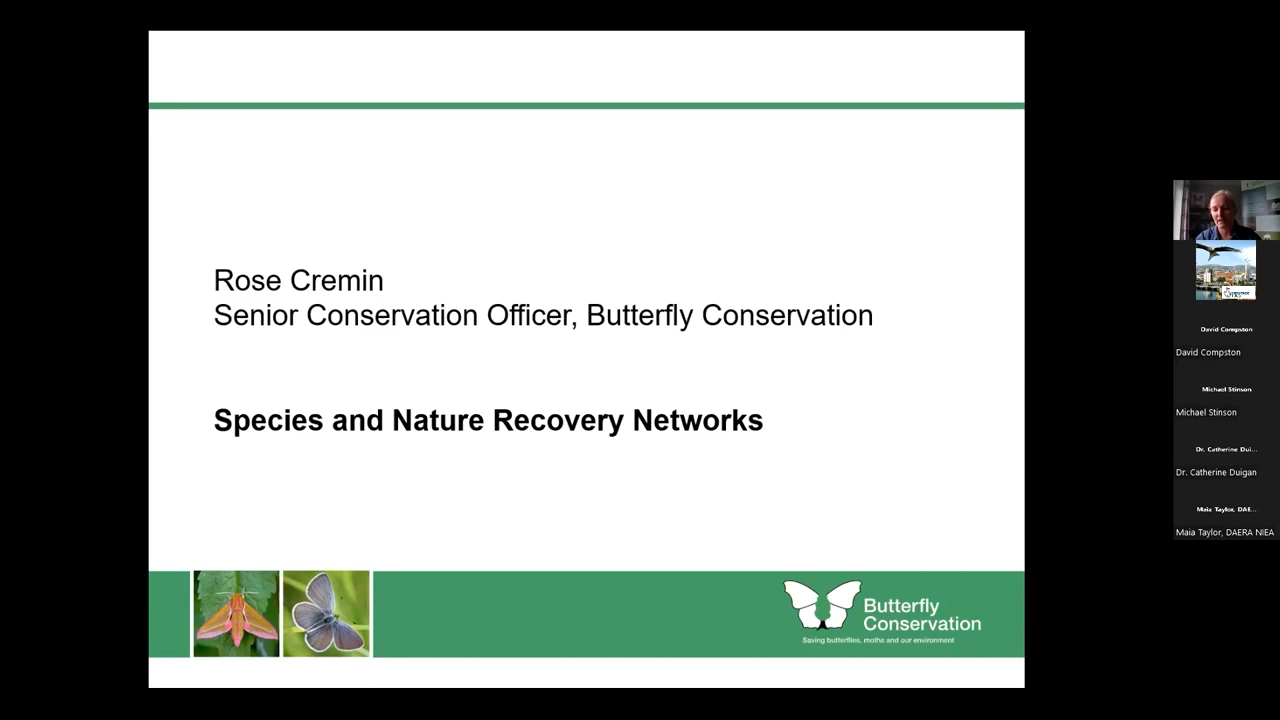 Rose Cremin
Senior Conservation Officer, Butterfly Conservation
Species and Nature Recovery Networks
Butterfly
Conservation
Saving butterflies, moths and our environment
David Compston
David Compston
Michael Stinson
Michael Stinson
Dr. Catherine Dui...
Dr. Catherine Duigan
Maia Taylor, DAE...
Maia Taylor, DAERA NIEA